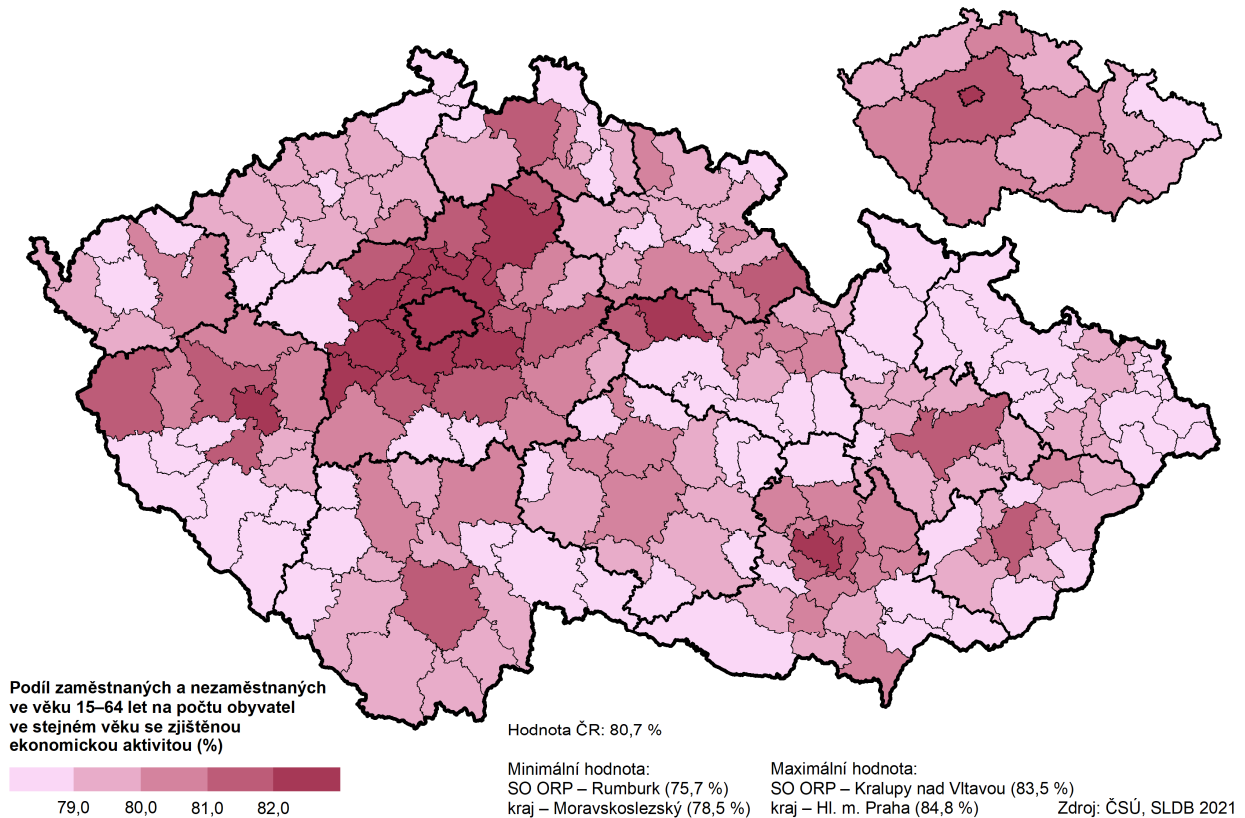 Podíl zaměstnaných a nezaměstnaných
ve věku 15–64 let na počtu obyvatel
ve stejném věku se zjištěnou
ekonomickou aktivitou (%)
79,0 80,0 81,0 82,0
Hodnota ČR: 80,7 %
Minimální hodnota:
SO ORP – Rumburk (75,7 %)
kraj – Moravskoslezský (78,5 %)
Maximální hodnota:
SO ORP – Kralupy nad Vltavou (83,5 %)
kraj – Hl. m. Praha (84,8 %)
Zdroj: ČSÚ, SLDB 2021